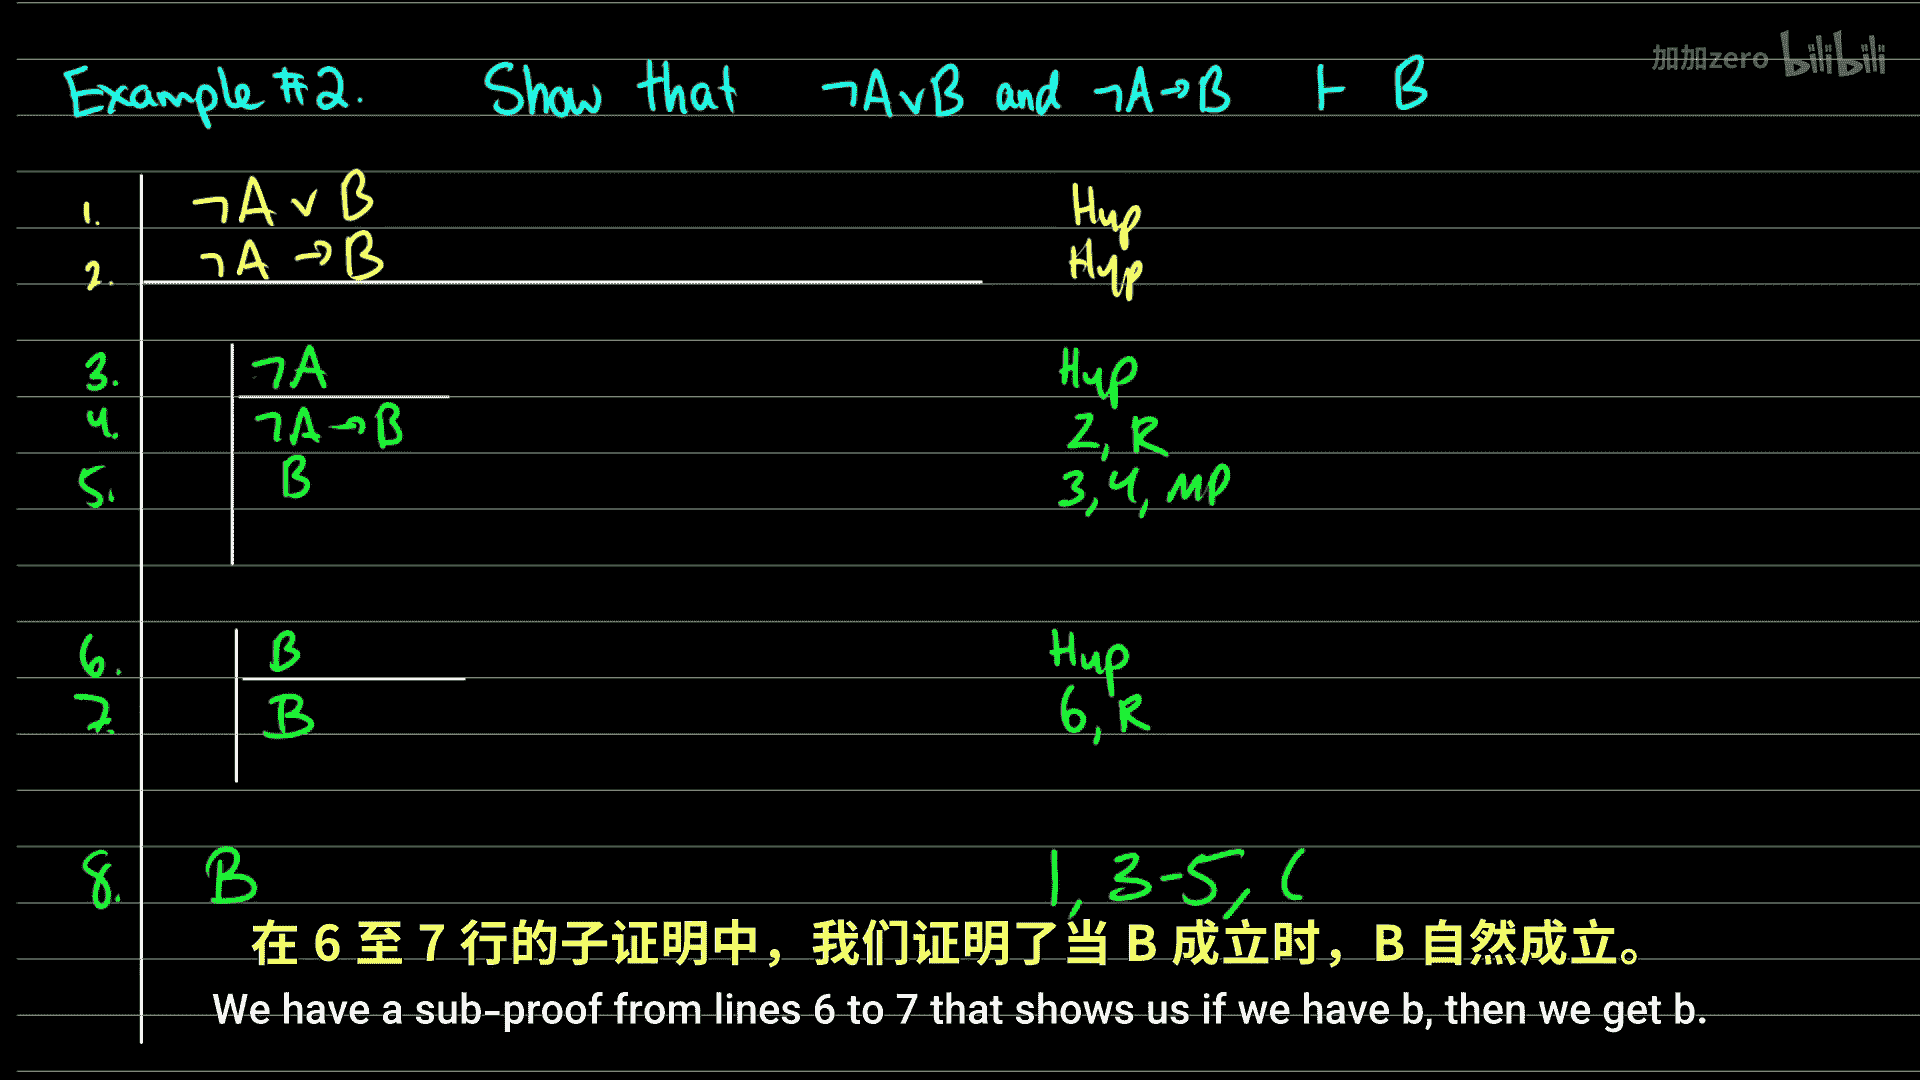 加加zero bilibili
Example #2. Show that ¬A∨B and ¬A→B ⊢ B
1. ¬A∨B Hyp
2. ¬A→B Hyp
3. ¬A Hyp
4. ¬A→B 2, R
5. B 3, 4, MP
6. B Hyp
7. B 6, R
8. B 1, 3-5, (
在 6 至 7 行的子证明中，我们证明了当 B 成立时，B 自然成立。
We have a sub-proof from lines 6 to 7 that shows us if we have b, then we get b.